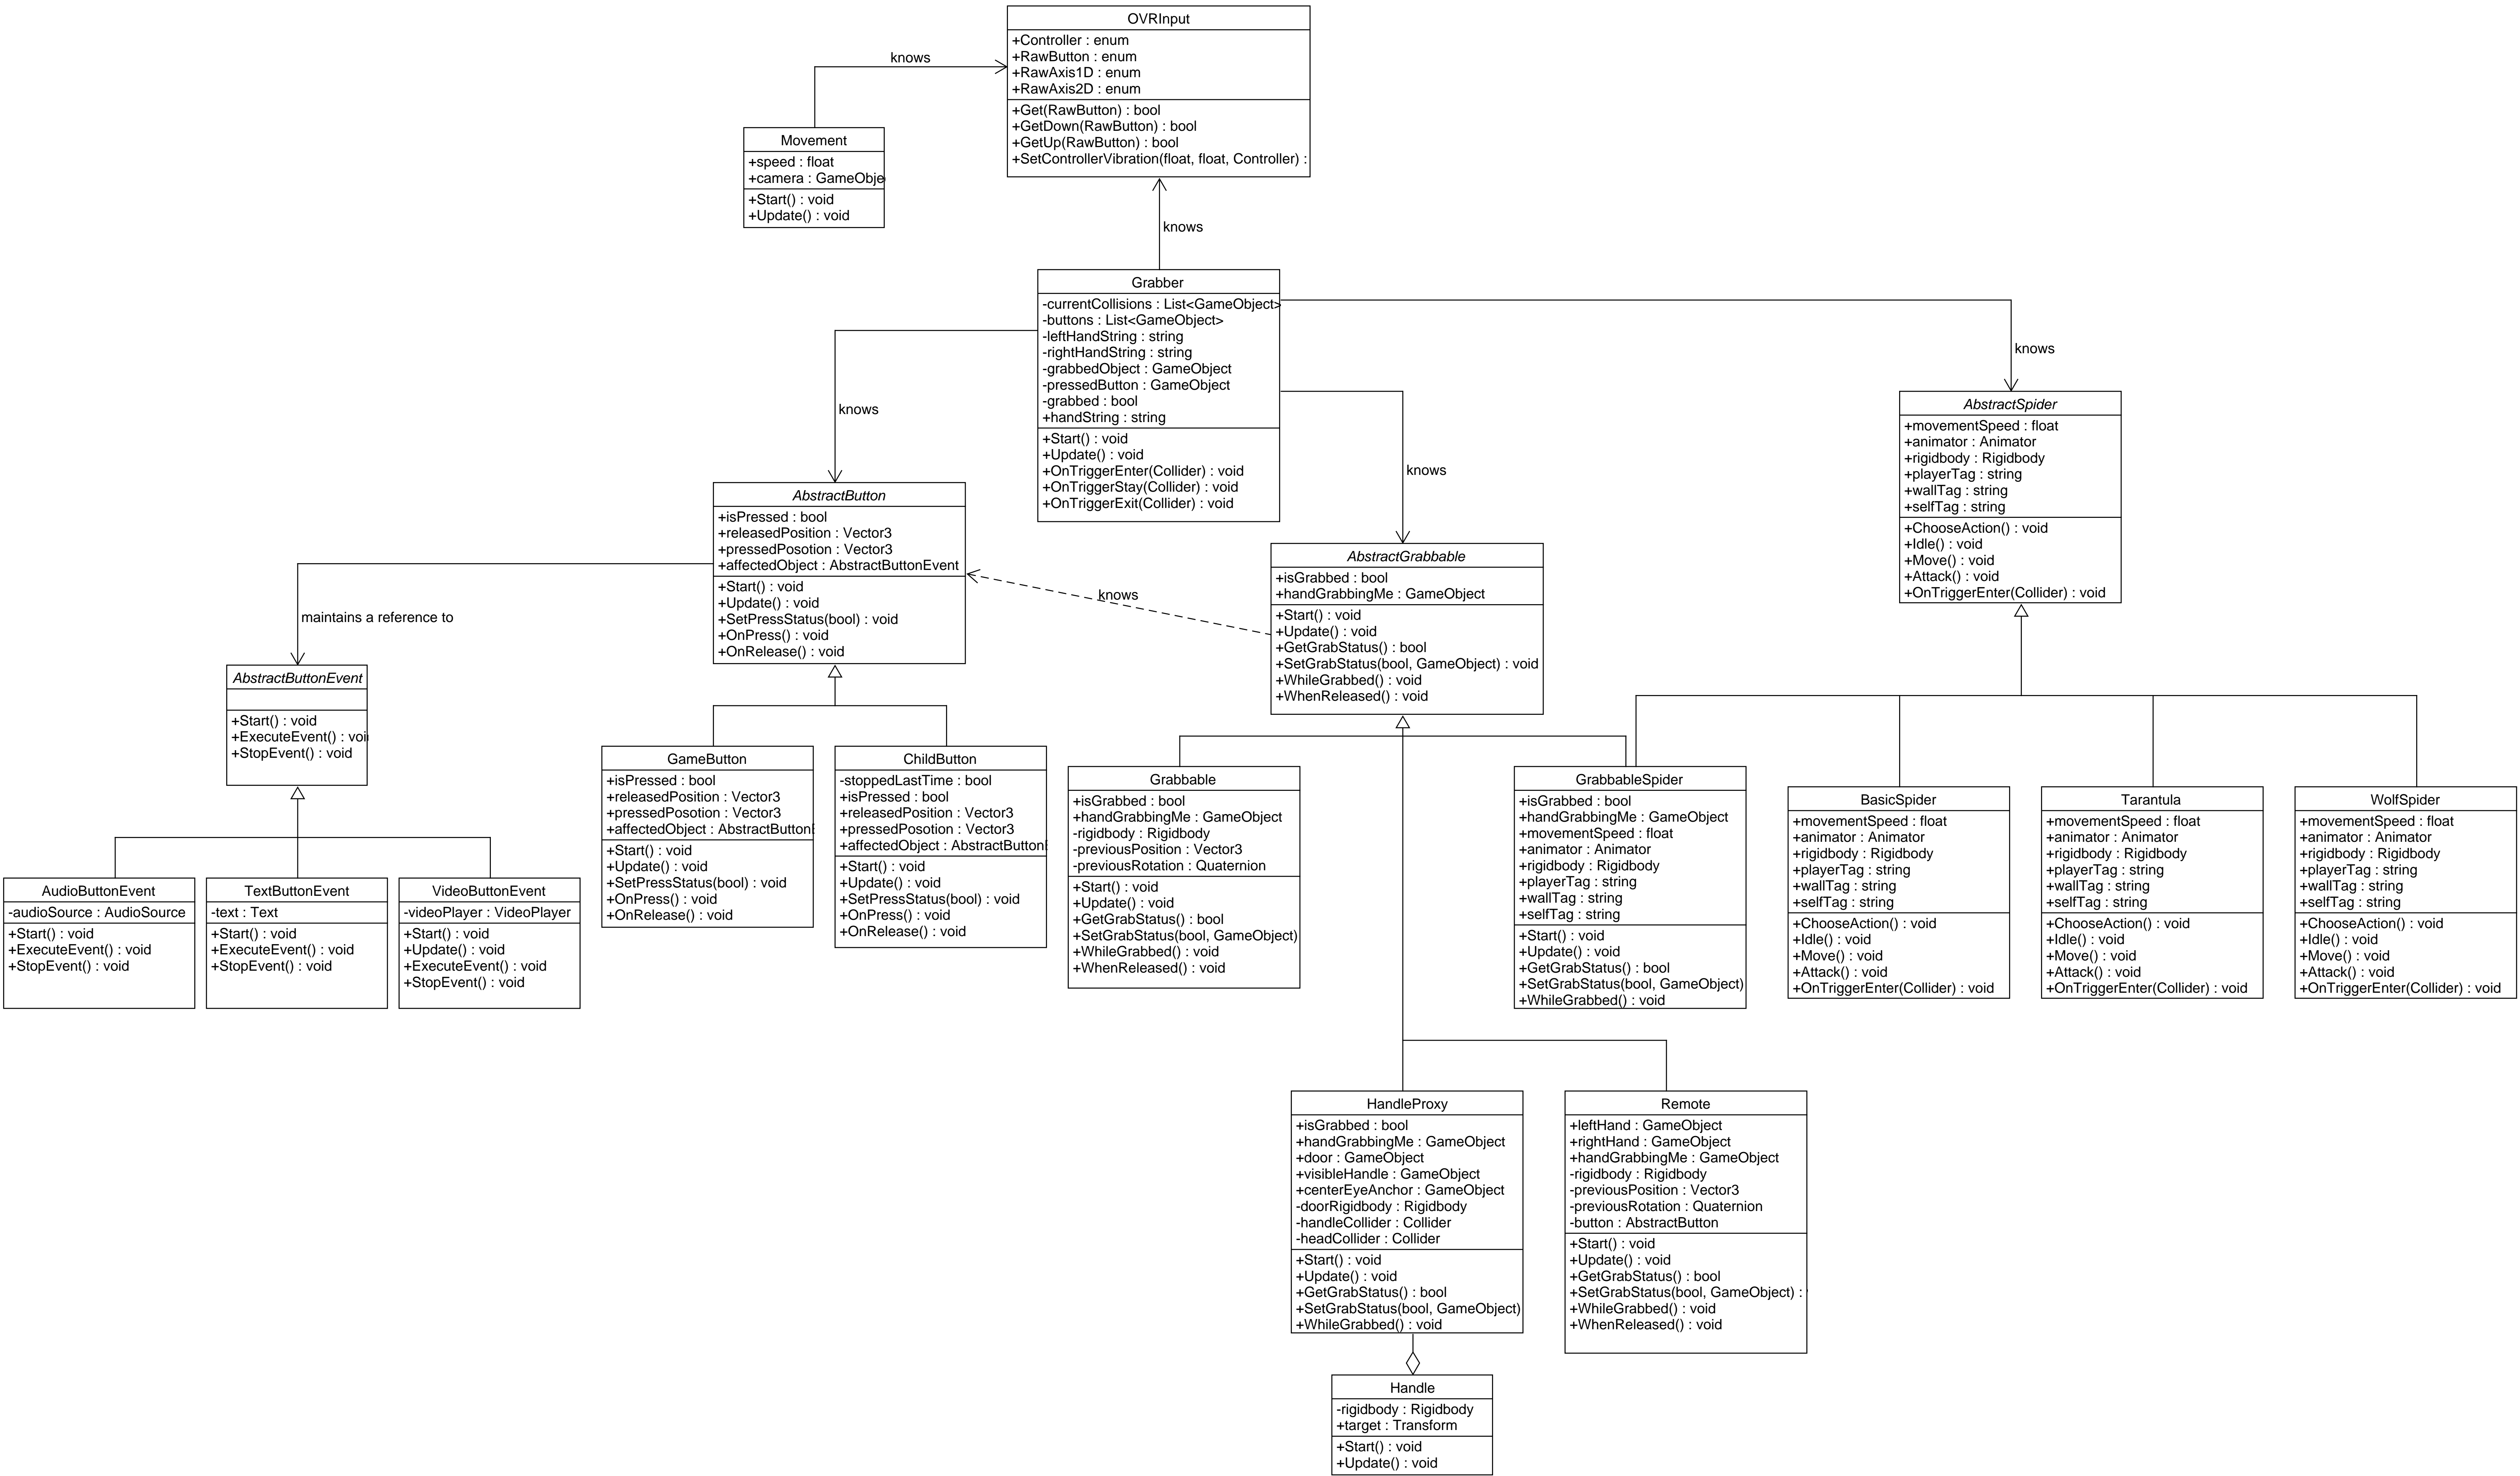 OVRInput
+Controller : enum
+RawButton : enum
+RawAxis1D : enum
+RawAxis2D : enum
+Get(RawButton) : bool
+GetDown(RawButton) : bool
+GetUp(RawButton) : bool
+SetControllerVibration(float, float, Controller) :
knows
Movement
+speed : float
+camera : GameObje
+Start() : void
+Update() : void
knows
Grabber
-currentCollisions : List<GameObject>
-buttons : List<GameObject>
-leftHandString : string
-rightHandString : string
-grabbedObject : GameObject
-pressedButton : GameObject
-grabbed : bool
+handString : string
+Start() : void
+Update() : void
+OnTriggerEnter(Collider) : void
+OnTriggerStay(Collider) : void
+OnTriggerExit(Collider) : void
knows
knows
knows
AbstractSpider
+movementSpeed : float
+animator : Animator
+rigidbody : Rigidbody
+playerTag : string
+wallTag : string
+selfTag : string
+ChooseAction() : void
+Idle() : void
+Move() : void
+Attack() : void
+OnTriggerEnter(Collider) : void
AbstractButton
+isPressed : bool
+releasedPosition : Vector3
+pressedPosotion : Vector3
+affectedObject : AbstractButtonEvent
+Start() : void
+Update() : void
+SetPressStatus(bool) : void
+OnPress() : void
+OnRelease() : void
knows
AbstractGrabbable
+isGrabbed : bool
+handGrabbingMe : GameObject
+Start() : void
+Update() : void
+GetGrabStatus() : bool
+SetGrabStatus(bool, GameObject) : void
+WhileGrabbed() : void
+WhenReleased() : void
maintains a reference to
AbstractButtonEvent
+Start() : void
+ExecuteEvent() : voi
+StopEvent() : void
GameButton
+isPressed : bool
+releasedPosition : Vector3
+pressedPosotion : Vector3
+affectedObject : AbstractButton
+Start() : void
+Update() : void
+SetPressStatus(bool) : void
+OnPress() : void
+OnRelease() : void
ChildButton
-stoppedLastTime : bool
+isPressed : bool
+releasedPosition : Vector3
+pressedPosotion : Vector3
+affectedObject : AbstractButton
+Start() : void
+Update() : void
+SetPressStatus(bool) : void
+OnPress() : void
+OnRelease() : void
Grabbable
+isGrabbed : bool
+handGrabbingMe : GameObject
-rigidbody : Rigidbody
-previousPosition : Vector3
-previousRotation : Quaternion
+Start() : void
+Update() : void
+GetGrabStatus() : bool
+SetGrabStatus(bool, GameObject)
+WhileGrabbed() : void
+WhenReleased() : void
GrabbableSpider
+isGrabbed : bool
+handGrabbingMe : GameObject
+movementSpeed : float
+animator : Animator
+rigidbody : Rigidbody
+playerTag : string
+wallTag : string
+selfTag : string
+Start() : void
+Update() : void
+GetGrabStatus() : bool
+SetGrabStatus(bool, GameObject)
+WhileGrabbed() : void
BasicSpider
+movementSpeed : float
+animator : Animator
+rigidbody : Rigidbody
+playerTag : string
+wallTag : string
+selfTag : string
+ChooseAction() : void
+Idle() : void
+Move() : void
+Attack() : void
+OnTriggerEnter(Collider) : void
Tarantula
+movementSpeed : float
+animator : Animator
+rigidbody : Rigidbody
+playerTag : string
+wallTag : string
+selfTag : string
+ChooseAction() : void
+Idle() : void
+Move() : void
+Attack() : void
+OnTriggerEnter(Collider) : void
WolfSpider
+movementSpeed : float
+animator : Animator
+rigidbody : Rigidbody
+playerTag : string
+wallTag : string
+selfTag : string
+ChooseAction() : void
+Idle() : void
+Move() : void
+Attack() : void
+OnTriggerEnter(Collider) : void
AudioButtonEvent
-audioSource : AudioSource
+Start() : void
+ExecuteEvent() : void
+StopEvent() : void
TextButtonEvent
-text : Text
+Start() : void
+ExecuteEvent() : void
+StopEvent() : void
VideoButtonEvent
-videoPlayer : VideoPlayer
+Start() : void
+Update() : void
+ExecuteEvent() : void
+StopEvent() : void
HandleProxy
+isGrabbed : bool
+handGrabbingMe : GameObject
+door : GameObject
+visibleHandle : GameObject
+centerEyeAnchor : GameObject
-doorRigidbody : Rigidbody
-handleCollider : Collider
-headCollider : Collider
+Start() : void
+Update() : void
+GetGrabStatus() : bool
+SetGrabStatus(bool, GameObject)
+WhileGrabbed() : void
Remote
+leftHand : GameObject
+rightHand : GameObject
+handGrabbingMe : GameObject
-rigidbody : Rigidbody
-previousPosition : Vector3
-previousRotation : Quaternion
-button : AbstractButton
+Start() : void
+Update() : void
+GetGrabStatus() : bool
+SetGrabStatus(bool, GameObject) :
+WhileGrabbed() : void
+WhenReleased() : void
Handle
-rigidbody : Rigidbody
+target : Transform
+Start() : void
+Update() : void